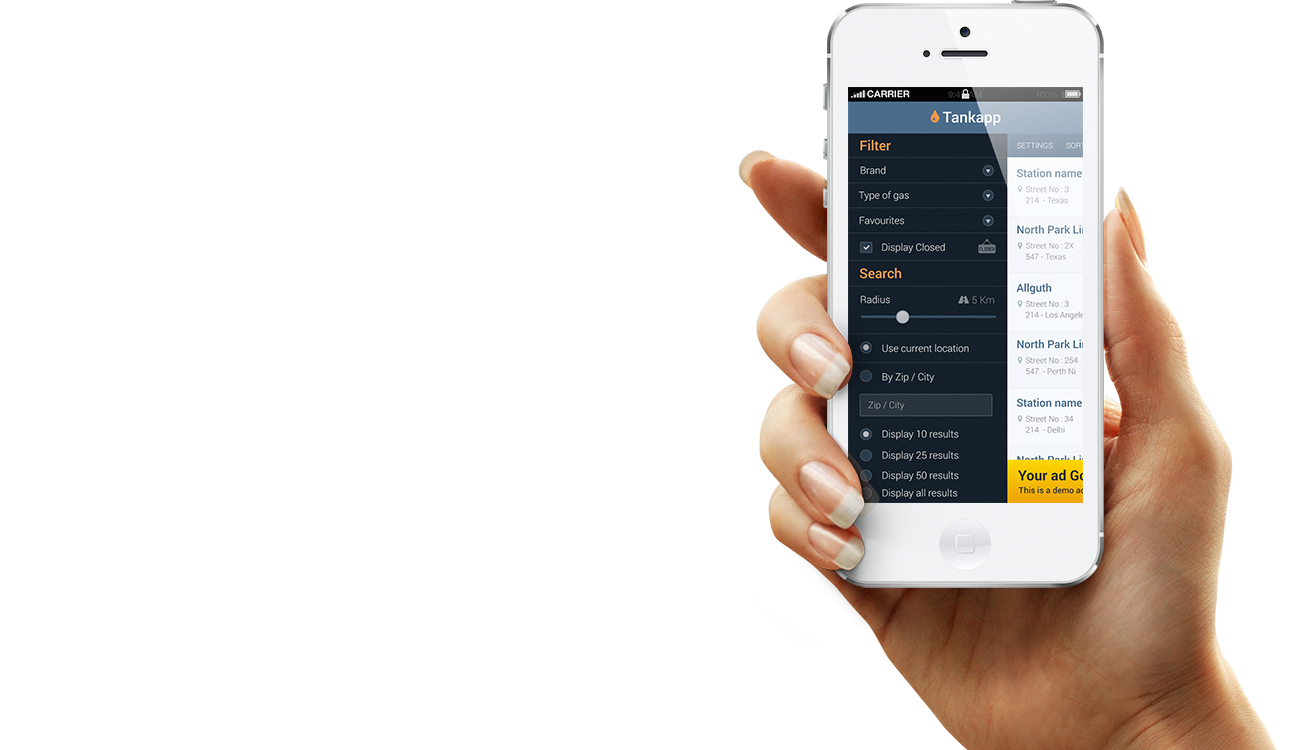 CARRIER
100%
Tankapp
Filter
Brand
Type of gas
Favourites
Display Closed
CLOSED
Search
Radius
5 Km
Use current location
By Zip / City
Zip / City
Display 10 results
Display 25 results
Display 50 results
Display all results
SETTINGS SORT
Station name
Street No : 3
214 - Texas
North Park Li
Street No : 2X
547 - Texas
Allguth
Street No : 3
214 - Los Angele
North Park Li
Street No : 254
547 - Perth Ni
Station name
Street No : 34
214 - Delhi
North Park Li
Your ad Go
This is a demo ad